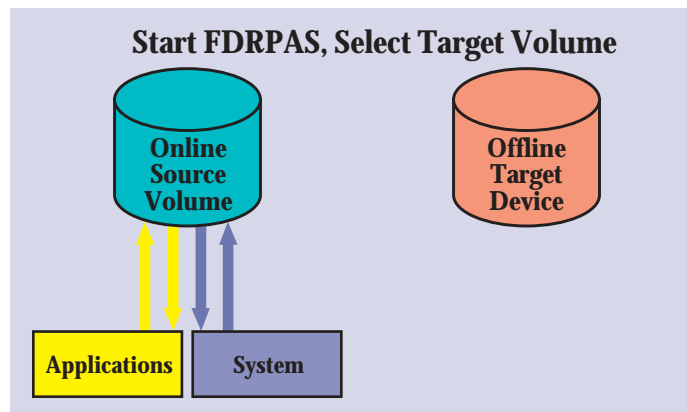 Start FDRPAS, Select Target Volume
Online
Source
Volume
Offline
Target
Device
Applications
System